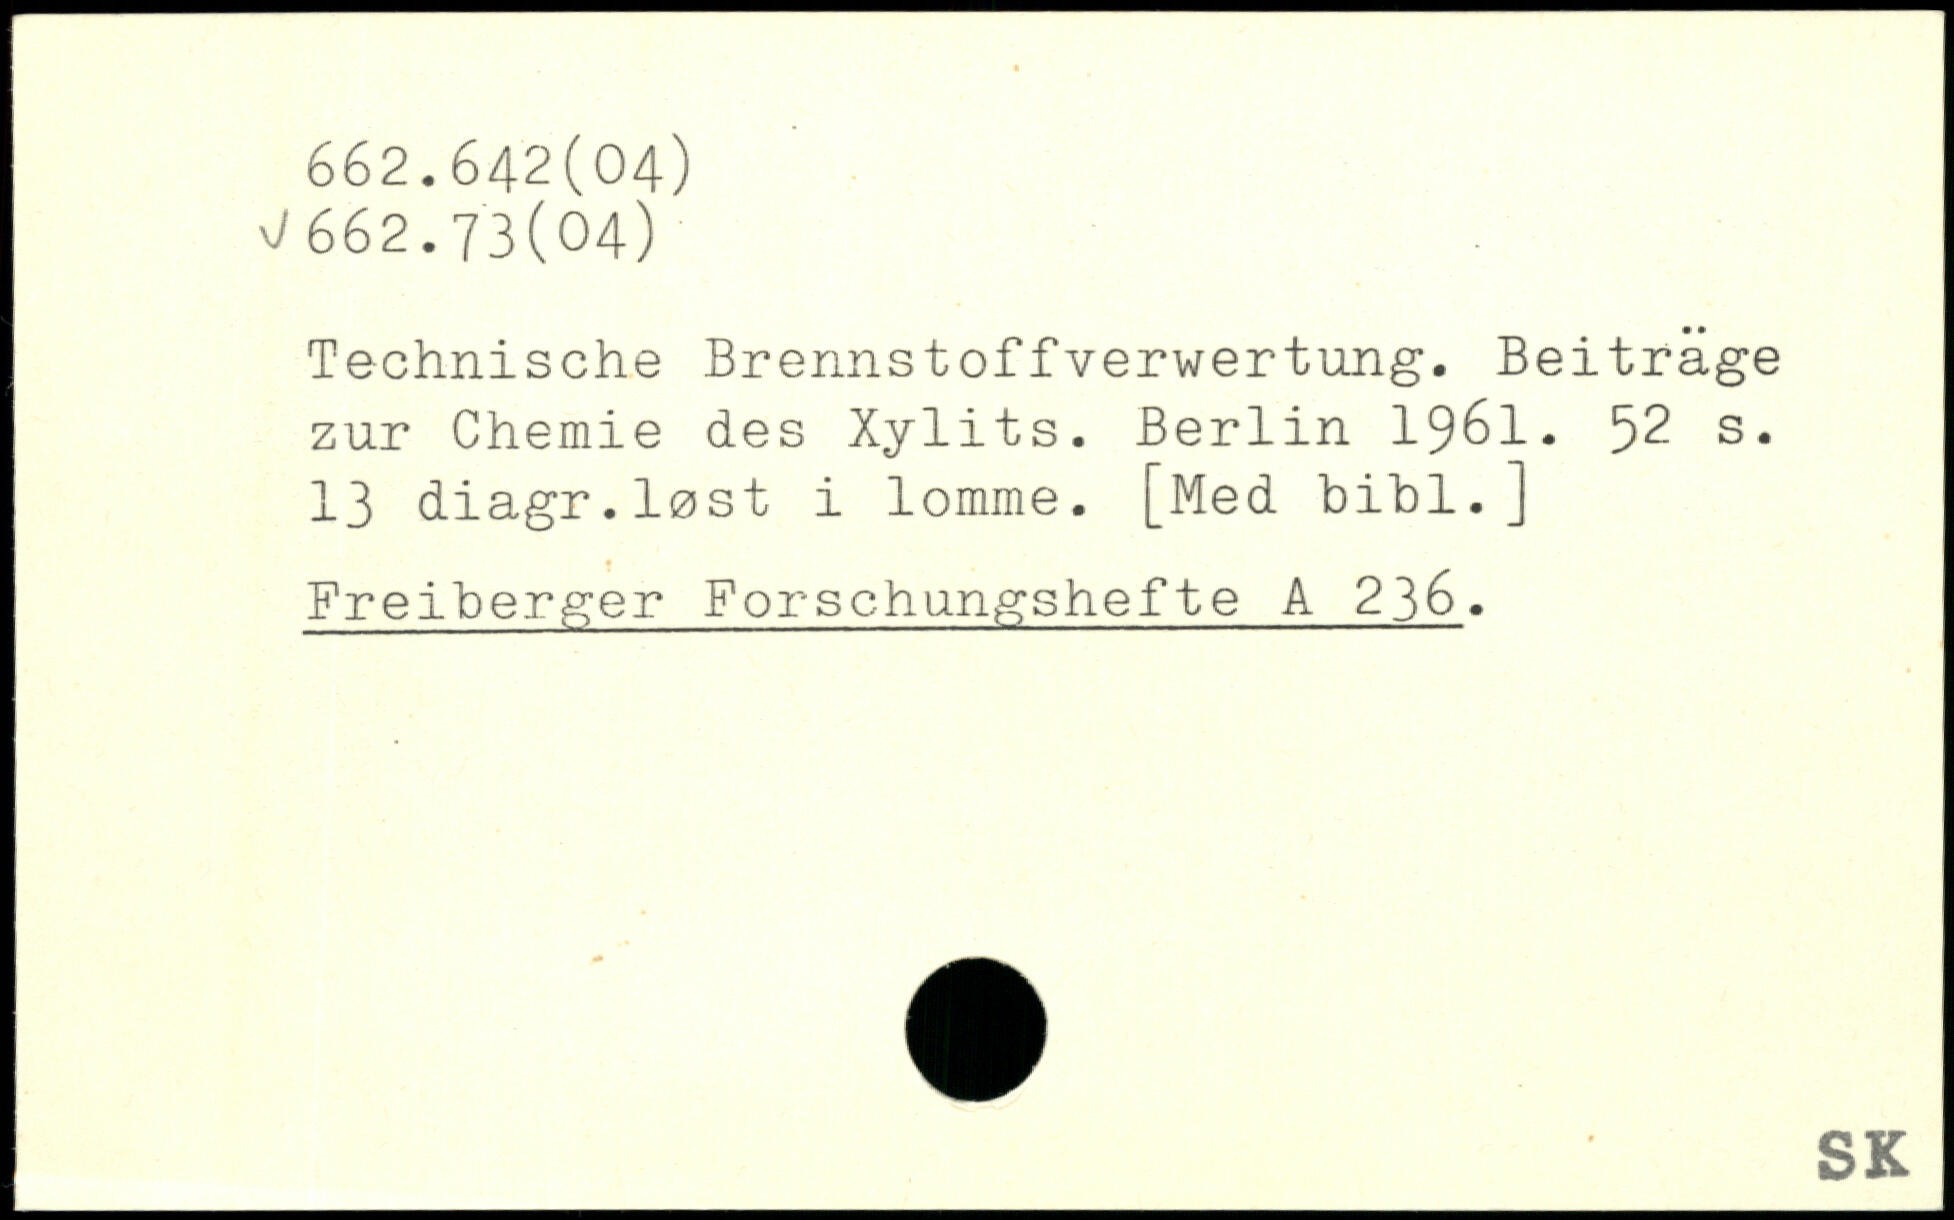 662.642(04)
✓662.73(04)
Technische Brennstoffverwertung. Beiträge
zur Chemie des Xylits. Berlin 1961. 52 s.
13 diagr.løst i lomme. [Med bibl.]
Freiberger Forschungshefte A 236.
SK